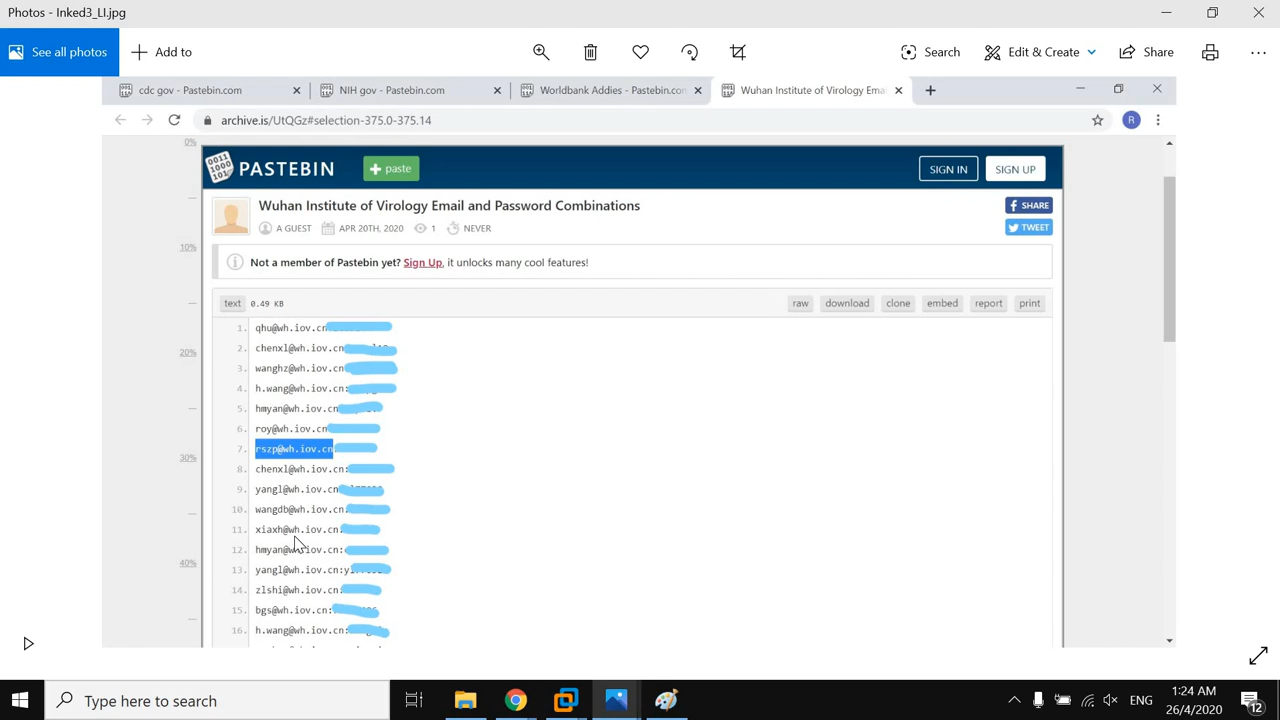 Photos - Inked3_LI.jpg
See all photos
Add to
Search
Edit & Create
Share
cdc gov - Pastebin.com
NIH gov - Pastebin.com
Worldbank Addies - Pastebin.co
Wuhan Institute of Virology Ema
archive.is/UtQGz#selection-375.0-375.14
R
0%
PASTEBIN
+ paste
SIGN IN
SIGN UP
Wuhan Institute of Virology Email and Password Combinations
SHARE
A GUEST
APR 20TH, 2020
1
NEVER
TWEET
10%
Not a member of Pastebin yet? Sign Up, it unlocks many cool features!
text
0.49 KB
raw
download
clone
embed
report
print
1. qhu@wh.iov.cn
2. chenxl@wh.iov.cn
20%
3. wanghz@wh.iov.cn
4. h.wang@wh.iov.cn:
5. hmyan@wh.iov.cn
6. roy@wh.iov.cn
7. rszp@wh.iov.cn
30%
8. chenxl@wh.iov.cn:
9. yangl@wh.iov.cn
10. wangdb@wh.iov.cn:
11. xiaxh@wh.iov.cn:
12. hmyan@wh.iov.cn:
40%
13. yangl@wh.iov.cn:
14. zlshi@wh.iov.cn:
15. bgs@wh.iov.cn:
16. h.wang@wh.iov.cn:
Type here to search
ENG
1:24 AM
26/4/2020
12